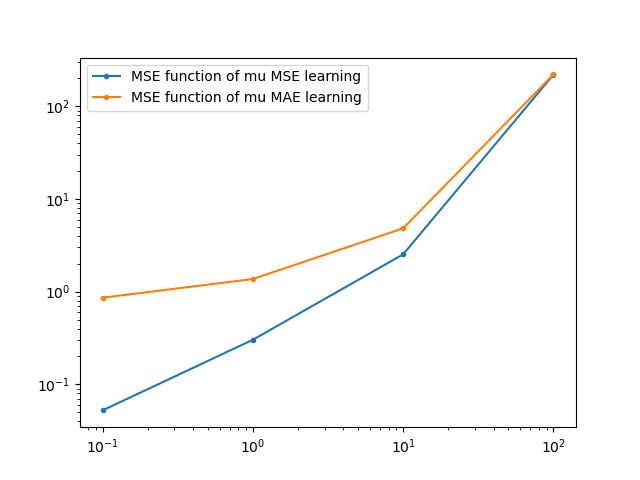 MSE function of mu MSE learning
MSE function of mu MAE learning
10²
10¹
10⁰
10⁻¹
10⁻¹ 10⁰ 10¹ 10²